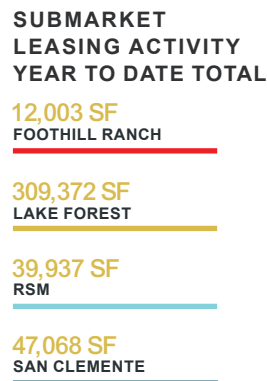 SUBMARKET
LEASING ACTIVITY
YEAR TO DATE TOTAL
12,003 SF
FOOTHILL RANCH
309,372 SF
LAKE FOREST
39,937 SF
RSM
47,068 SF
SAN CLEMENTE